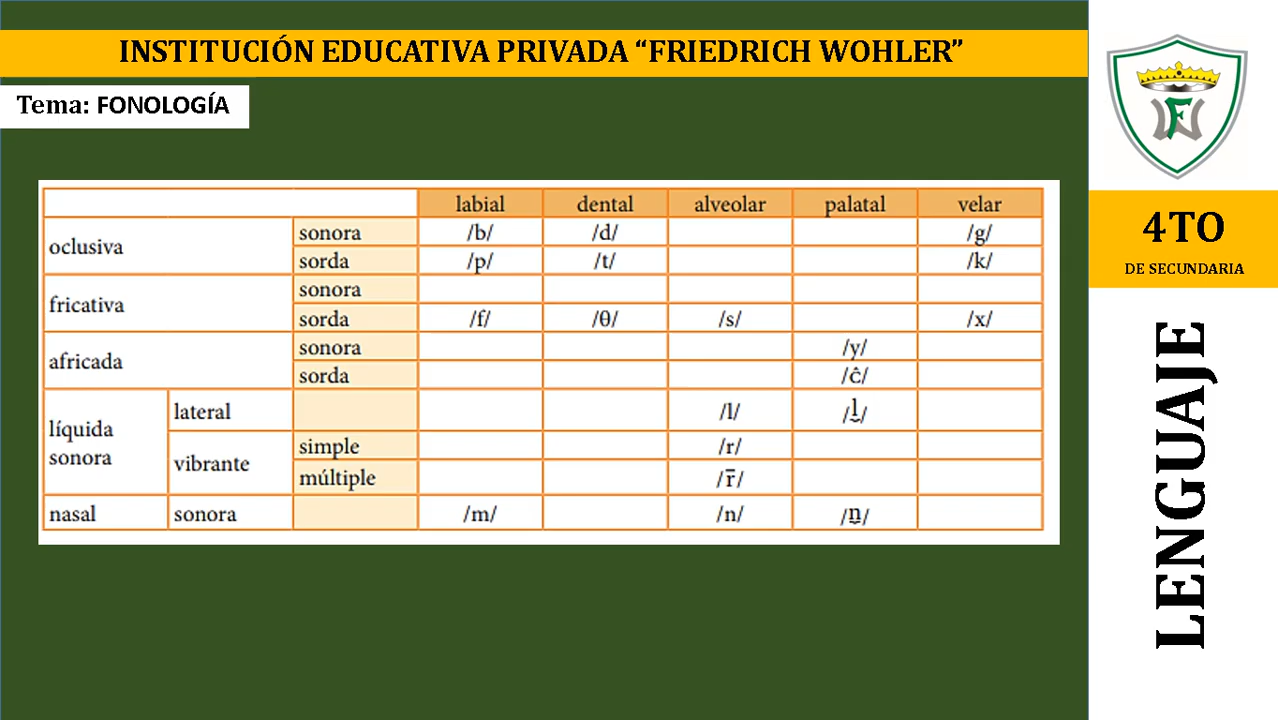 INSTITUCIÓN EDUCATIVA PRIVADA “FRIEDRICH WOHLER”
Tema: FONOLOGÍA
labial dental alveolar palatal velar
oclusiva sonora /b/ /d/ /g/
sorda /p/ /t/ /k/
fricativa sonora
sorda /f/ /θ/ /s/ /x/
africada sonora /y/
sorda /ĉ/
líquida sonora lateral /l/ /l̬/
vibrante simple /r/
múltiple /r̄/
nasal sonora /m/ /n/ /n̬/
4TO
DE SECUNDARIA
LENGUAJE